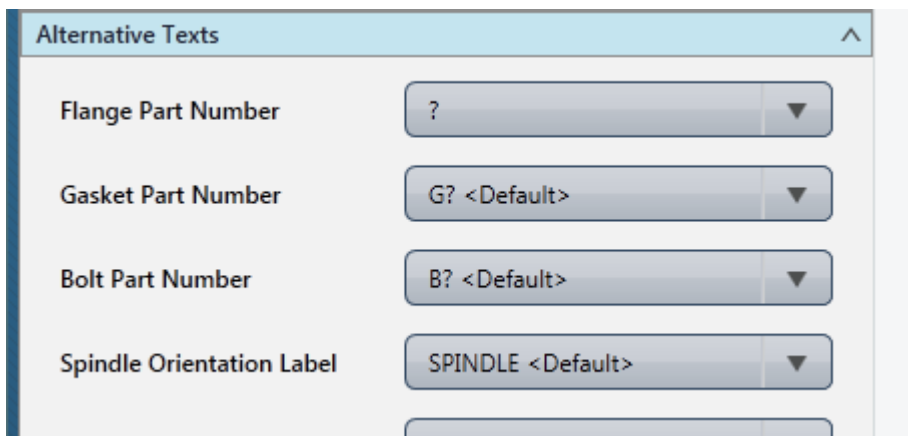 Alternative Texts
Flange Part Number ?
Gasket Part Number G? <Default>
Bolt Part Number B? <Default>
Spindle Orientation Label SPINDLE <Default>